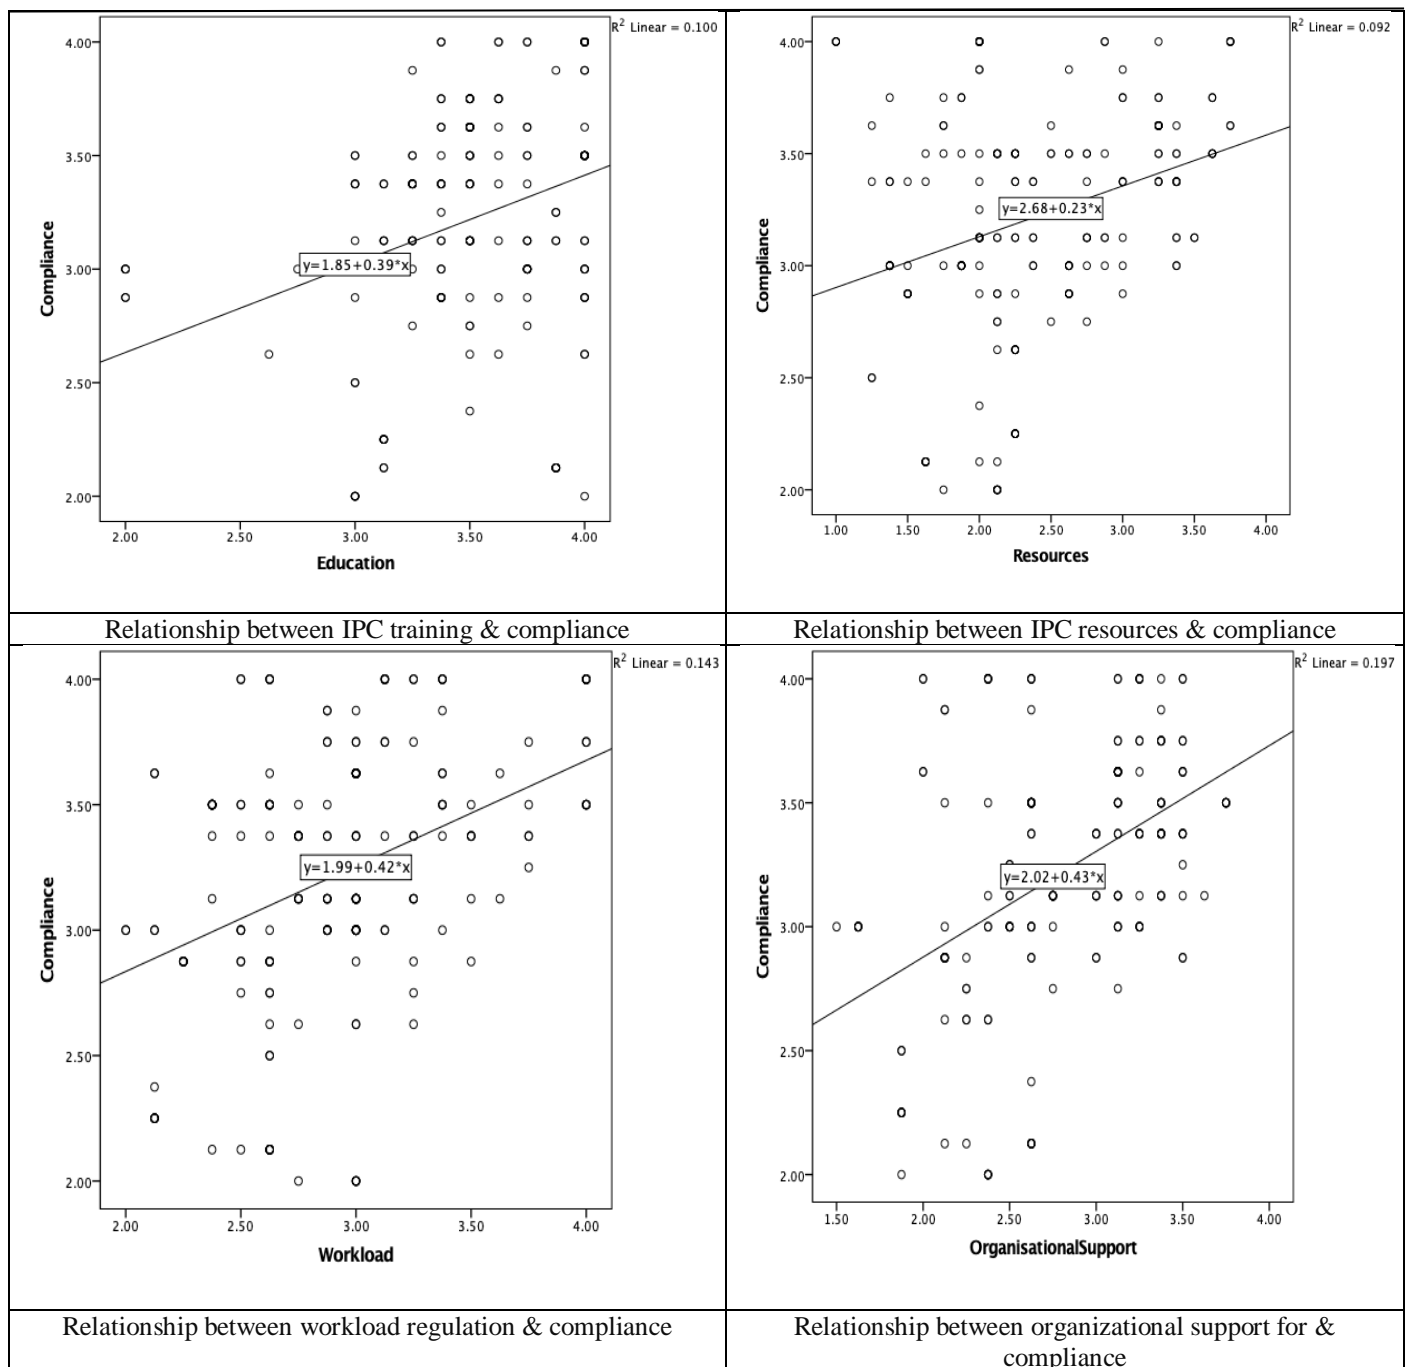 R² Linear = 0.100
4.00
3.50
3.00
2.50
2.00
Compliance
y=1.85+0.39*x
2.00 2.50 3.00 3.50 4.00
Education
R² Linear = 0.092
4.00
3.50
3.00
2.50
2.00
Compliance
y=2.68+0.23*x
1.00 1.50 2.00 2.50 3.00 3.50 4.00
Resources
Relationship between IPC training & compliance
Relationship between IPC resources & compliance
R² Linear = 0.143
4.00
3.50
3.00
2.50
2.00
Compliance
y=1.99+0.42*x
2.00 2.50 3.00 3.50 4.00
Workload
R² Linear = 0.197
4.00
3.50
3.00
2.50
2.00
Compliance
y=2.02+0.43*x
1.50 2.00 2.50 3.00 3.50 4.00
OrganisationalSupport
Relationship between workload regulation & compliance
Relationship between organizational support for &
compliance